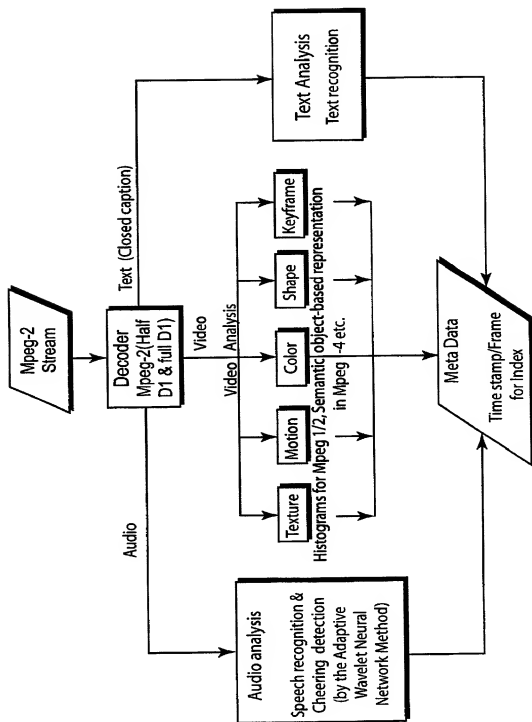 Mpeg-2
Stream
Decoder
Mpeg-2(Half
D1 & full D1)
Audio
Video
Text (Closed caption)
Video Analysis
Audio analysis
Speech recognition &
Cheering detection
(by the Adaptive
Wavelet Neural
Network Method)
Texture
Motion
Color
Shape
Keyframe
Histograms for Mpeg 1/2, Semantic object-based representation
in Mpeg -4 etc.
Text Analysis
Text recognition
Meta Data
Time stamp/Frame
for Index